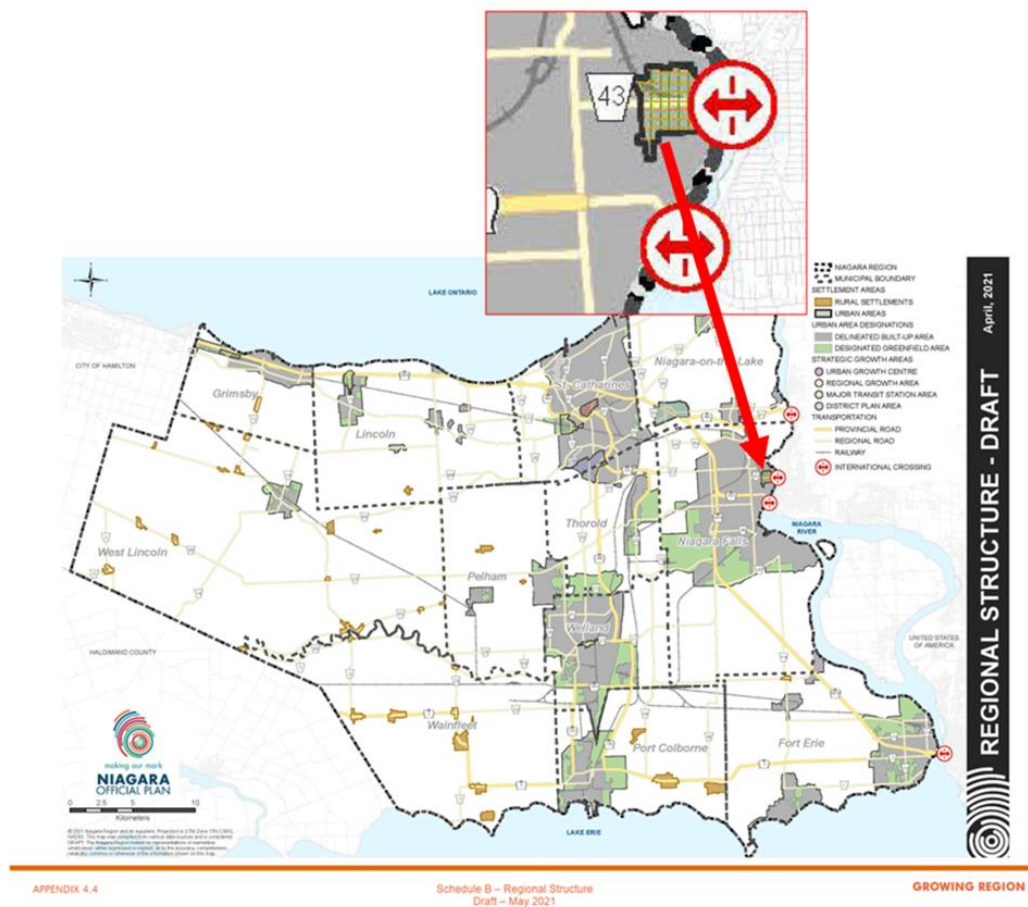 43
LAKE ONTARIO
CITY OF HAMILTON
Grimsby
Lincoln
St. Catharines
Niagara-on-the-Lake
West Lincoln
Pelham
Thorold
Niagara Falls
Welland
Wainfleet
Port Colborne
Fort Erie
HALDIMAND COUNTY
NIAGARA
RIVER
UNITED STATES
OF AMERICA
LAKE ERIE
NIAGARA REGION
MUNICIPAL BOUNDARY
SETTLEMENT AREAS
RURAL SETTLEMENTS
URBAN AREAS
URBAN AREA DESIGNATIONS
DELINEATED BUILT-UP AREA
DESIGNATED GREENFIELD AREA
STRATEGIC GROWTH AREAS
URBAN GROWTH CENTRE
REGIONAL GROWTH AREA
MAJOR TRANSIT STATION AREA
DISTRICT PLAN AREA
TRANSPORTATION
PROVINCIAL ROAD
REGIONAL ROAD
RAILWAY
INTERNATIONAL CROSSING
REGIONAL STRUCTURE - DRAFT
April, 2021
making our mark
NIAGARA
OFFICIAL PLAN
0 2.5 5 10
Kilometers
APPENDIX 4.4
Schedule B – Regional Structure
Draft – May 2021
GROWING REGION